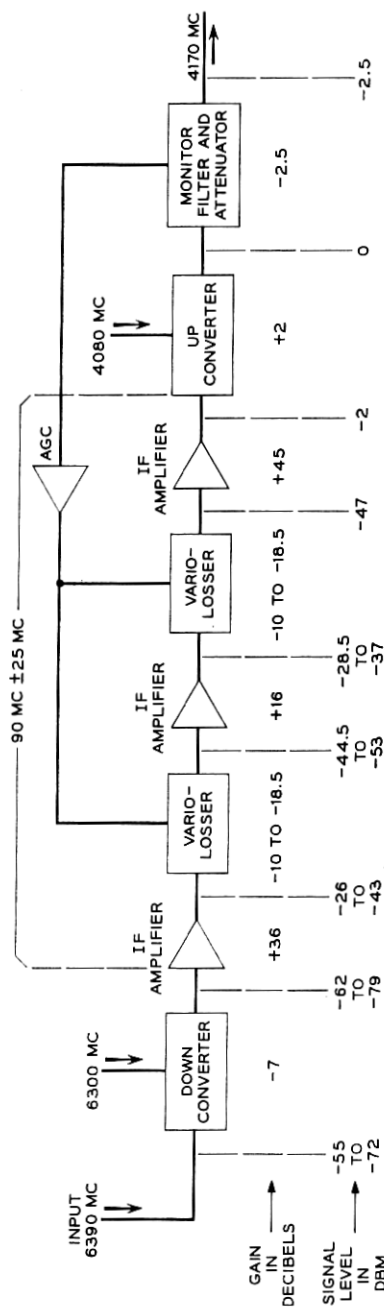 INPUT
6390 MC
6300 MC
DOWN
CONVERTER
IF
AMPLIFIER
90 MC ±25 MC
VARIO-
LOSSER
IF
AMPLIFIER
AGC
VARIO-
LOSSER
IF
AMPLIFIER
4080 MC
UP
CONVERTER
MONITOR
FILTER AND
ATTENUATOR
4170 MC
GAIN
IN
DECIBELS
-7
+36
-10 TO -18.5
+16
-10 TO -18.5
+45
+2
-2.5
SIGNAL
LEVEL
IN
DBM
-55
TO
-72
-62
TO
-79
-26
TO
-43
-44.5
TO
-53
-28.5
TO
-37
-47
-2
0
-2.5